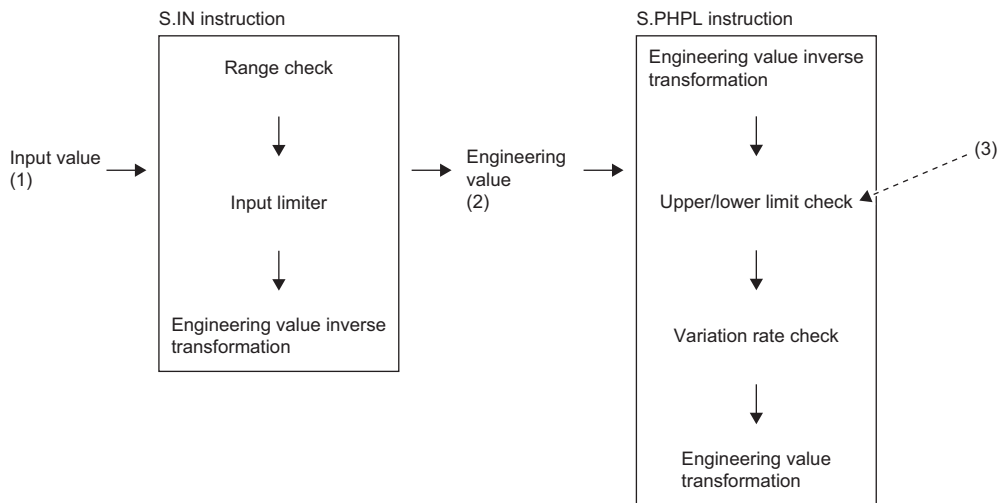 S.IN instruction
Range check
Input limiter
Engineering value inverse
transformation
Input value
(1)
Engineering
value
(2)
S.PHPL instruction
Engineering value inverse
transformation
Upper/lower limit check
Variation rate check
Engineering value
transformation
(3)